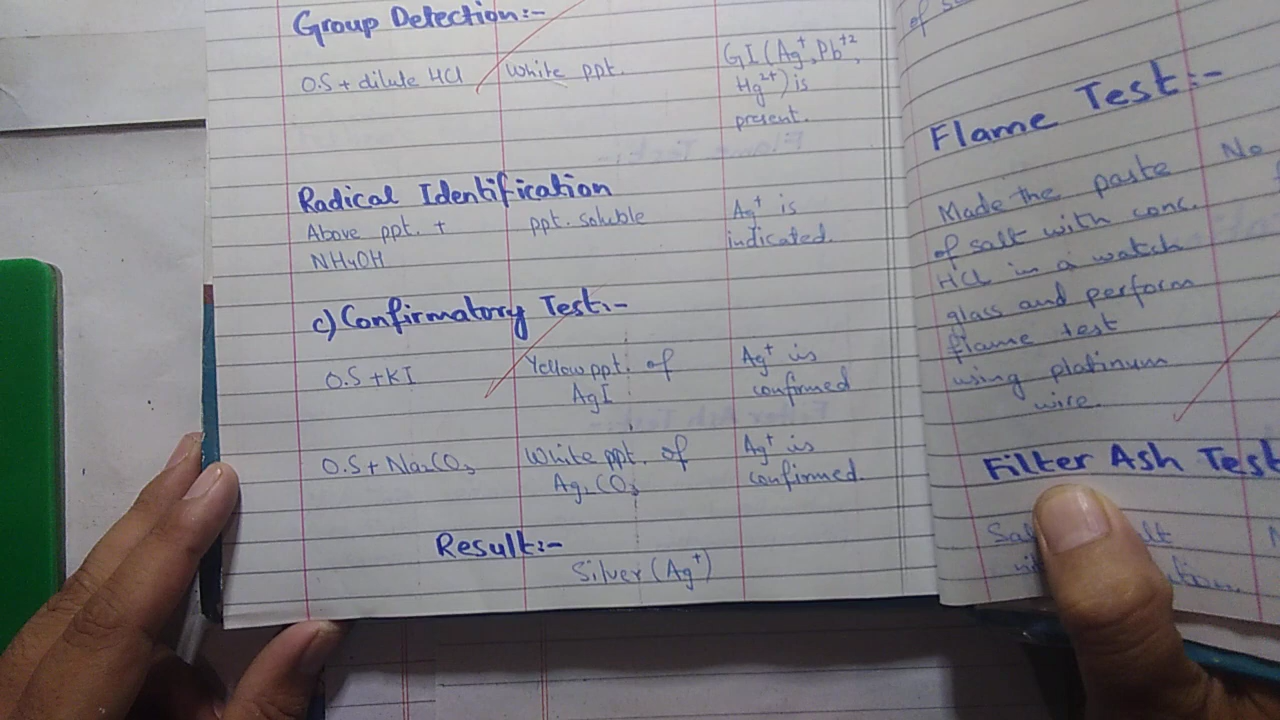 Group Detection:-
O.S + dilute HCl White ppt. G I (Ag⁺, Pb⁺²,
Hg²⁺) is
present.
Radical Identification
Above ppt. + ppt. soluble Ag⁺ is
NH4OH indicated.
c) Confirmatory Test:-
O.S + KI Yellow ppt. of Ag⁺ is
AgI confirmed
O.S + Na₂CO₃ White ppt. of Ag⁺ is
Ag₂CO₃ confirmed.
Result:-
Silver (Ag⁺)
of
Flame Test:-
Made the paste No
of salt with conc.
HCl in a watch
glass and perform
flame test
using platinum
wire.
Filter Ash Test